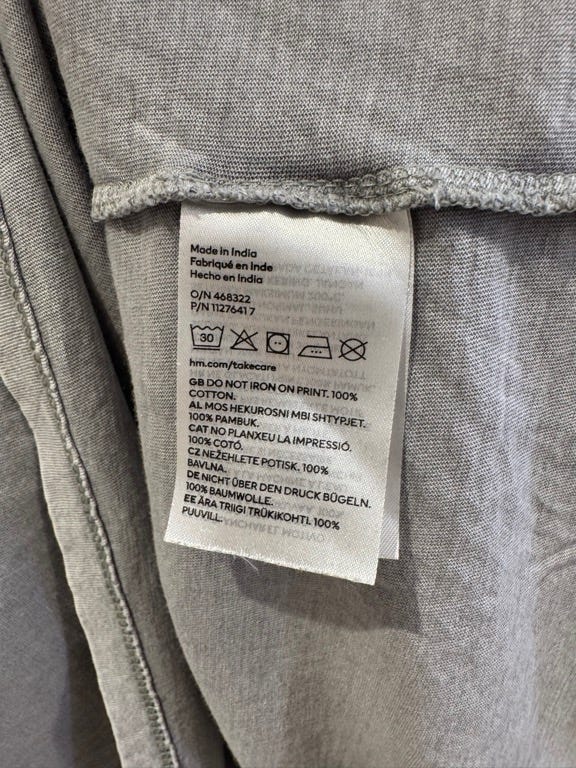 Made in India
Fabriqué en Inde
Hecho en India
O/N 468322
P/N 11276417
30
hm.com/takecare
GB DO NOT IRON ON PRINT. 100%
COTTON.
AL MOS HEKUROSNI MBI SHTYPJET.
100% PAMBUK.
CAT NO PLANXEU LA IMPRESSIÓ.
100% COTÓ.
CZ NEŽEHLETE POTISK. 100%
BAVLNA.
DE NICHT ÜBER DEN DRUCK BÜGELN.
100% BAUMWOLLE.
EE ÄRA TRIIGI TRÜKIKOHTI. 100%
PUUVILL.